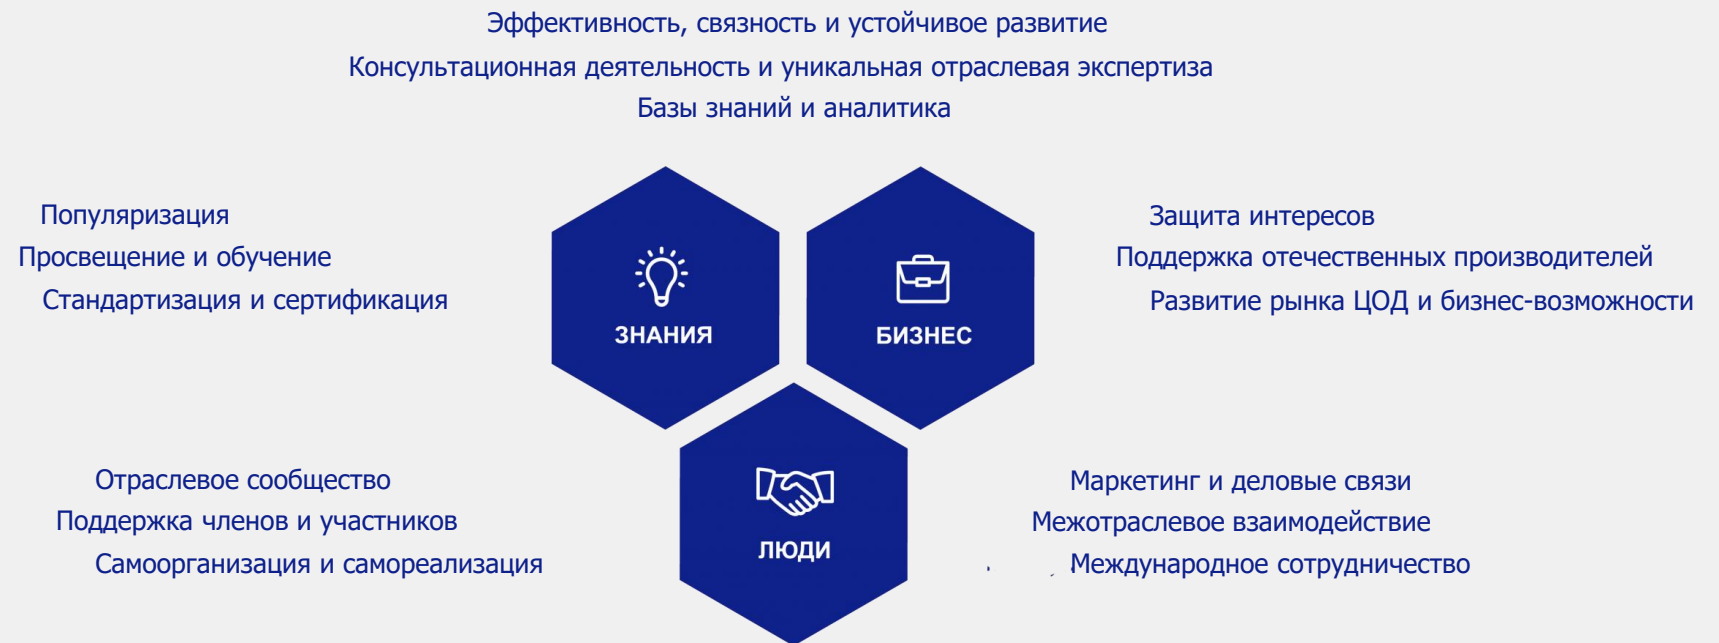 Эффективность, связность и устойчивое развитие
Консультационная деятельность и уникальная отраслевая экспертиза
Базы знаний и аналитика
Популяризация
Просвещение и обучение
Стандартизация и сертификация
ЗНАНИЯ
БИЗНЕС
Защита интересов
Поддержка отечественных производителей
Развитие рынка ЦОД и бизнес-возможности
Отраслевое сообщество
Поддержка членов и участников
Самоорганизация и самореализация
ЛЮДИ
Маркетинг и деловые связи
Межотраслевое взаимодействие
Международное сотрудничество